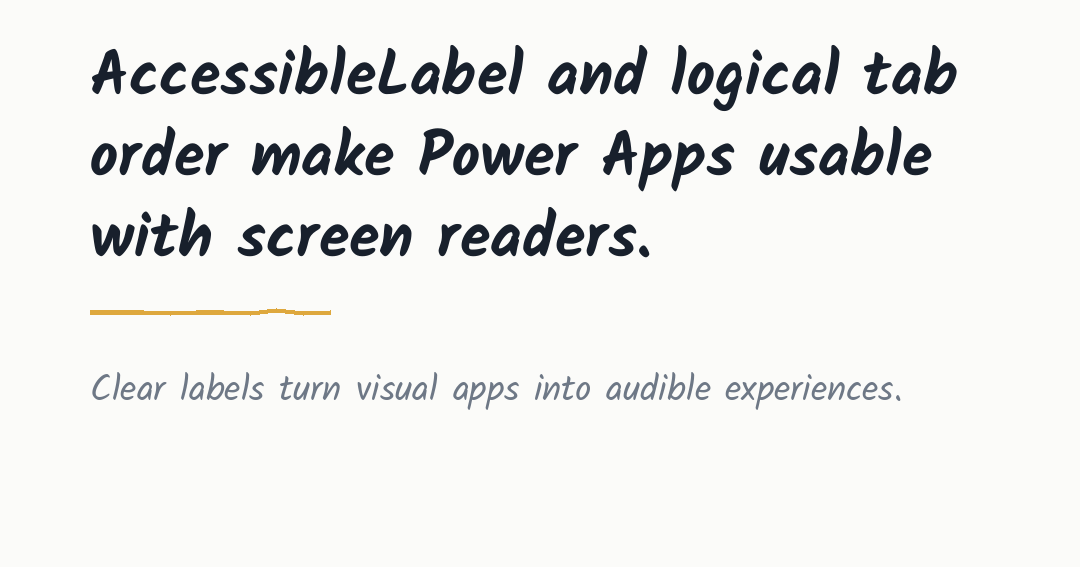 AccessibleLabel and logical tab
order make Power Apps usable
with screen readers.
Clear labels turn visual apps into audible experiences.